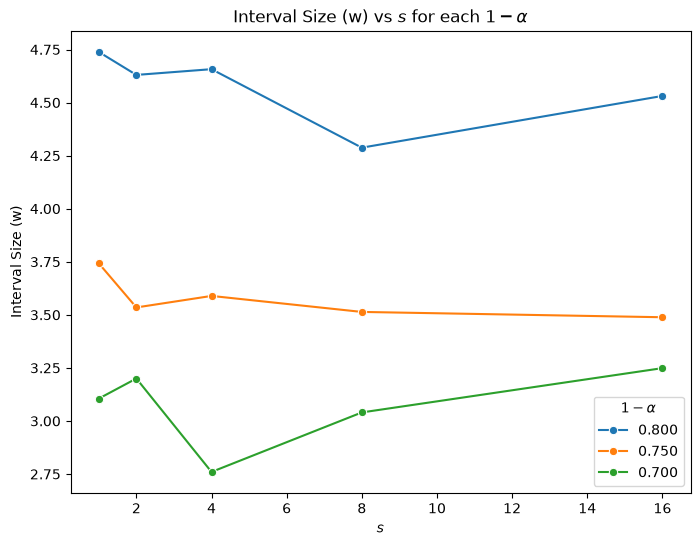 Interval Size (w) vs s for each 1 − α
Interval Size (w)
4.75
4.50
4.25
4.00
3.75
3.50
3.25
3.00
2.75
2 4 6 8 10 12 14 16
s
1 − α
0.800
0.750
0.700